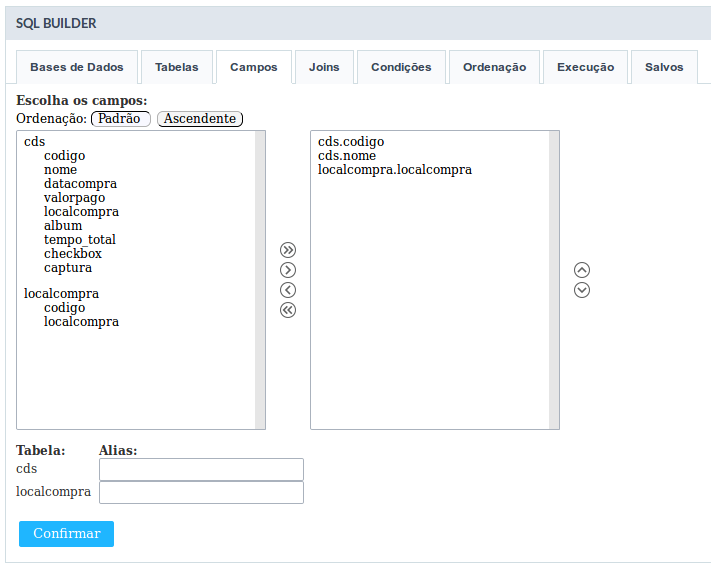 SQL BUILDER
Bases de Dados Tabelas Campos Joins Condições Ordenação Execução Salvos
Escolha os campos:
Ordenação: Padrão Ascendente
cds
codigo
nome
datacompra
valorpago
localcompra
album
tempo_total
checkbox
captura
localcompra
codigo
localcompra
cds.codigo
cds.nome
localcompra.localcompra
Tabela: Alias:
cds
localcompra
Confirmar